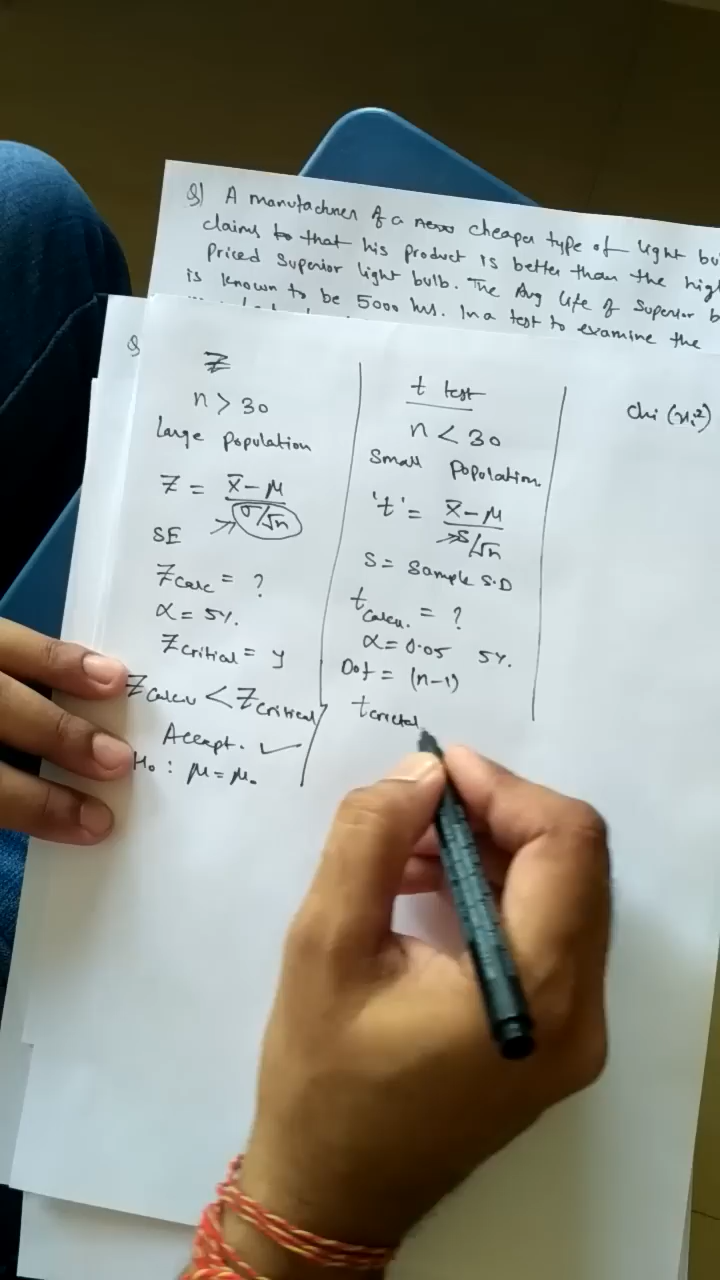 Q) A manufacturer of a new cheaper type of light bu
claims to that his product is better than the high
priced superior light bulb. The Avg life of superior b
is known to be 5000 hrs. In a test to examine the
Q
Z
n > 30
Large Population
Z = x̄ − μ / σ/√n
SE
Zcalc = ?
α = 5%.
Zcritial = y
Zcalcu < Zcritical
Accept. ✓
H₀ : μ = μ₀
t test
n < 30
Small Population
't' = x̄ − μ / s/√n
S = Sample S.D
tcalcu. = ?
α = 0.05 5%.
Dof = (n−1)
tcrictal
chi (